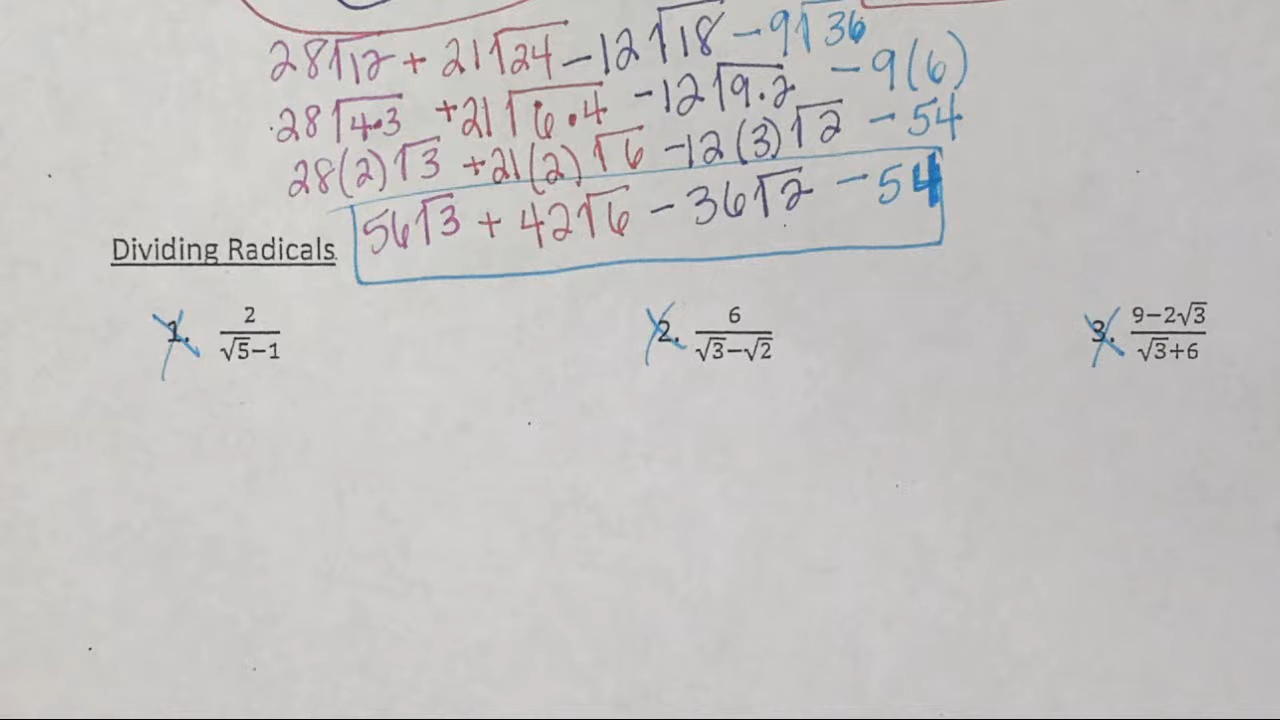 28√12 + 21√24 - 12√18 - 9√36
28√4•3 + 21√6•4 - 12√9.2 - 9(6)
28(2)√3 + 21(2)√6 - 12(3)√2 - 54
56√3 + 42√6 - 36√2 - 54
Dividing Radicals
1. 2/(√5-1) 2. 6/(√3-√2) 3. (9-2√3)/(√3+6)